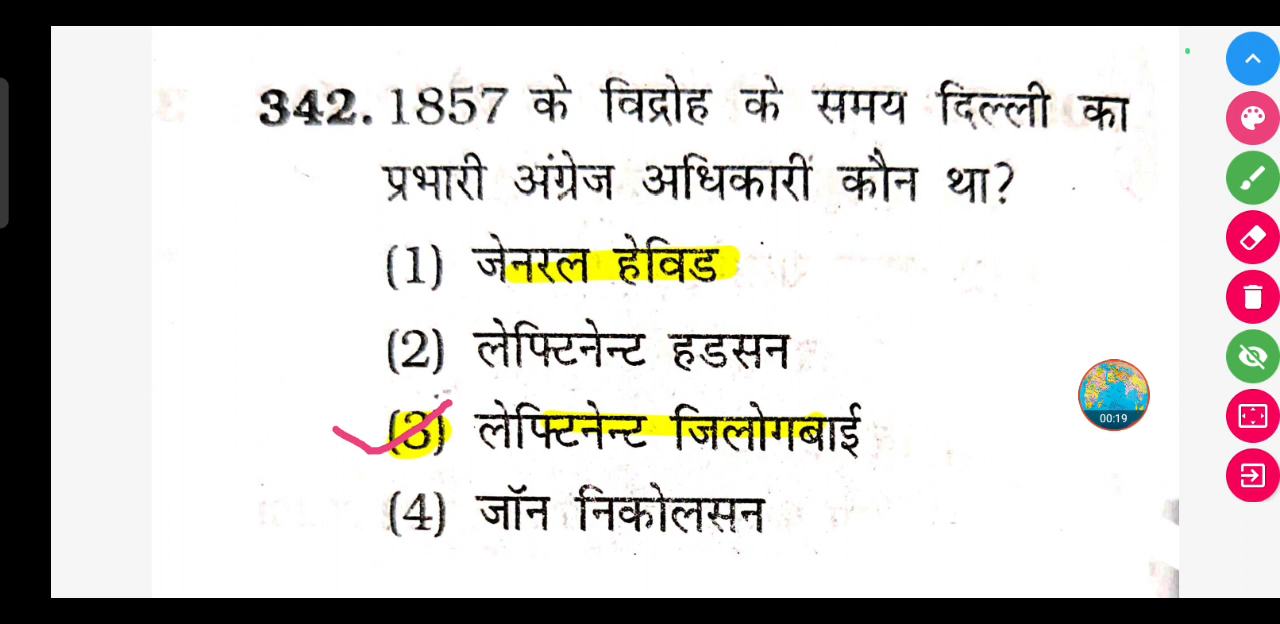 342. 1857 के विद्रोह के समय दिल्ली का
प्रभारी अंग्रेज अधिकारी कौन था?
(1) जेनरल हेविड
(2) लेफ्टिनेन्ट हडसन
(3) लेफ्टिनेन्ट जिलोगबाई
(4) जॉन निकोलसन
00:19